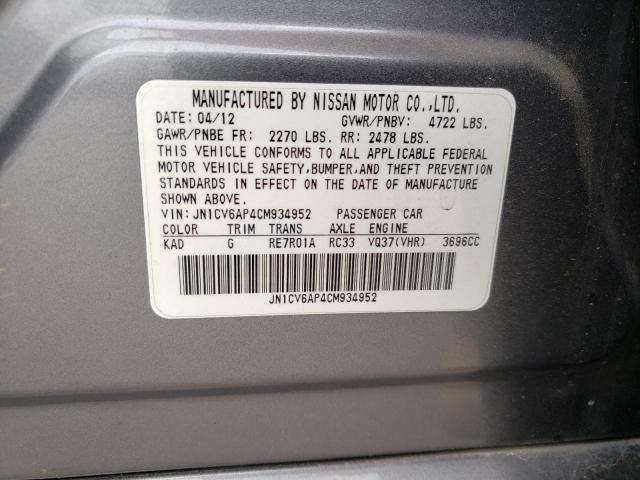 MANUFACTURED BY NISSAN MOTOR CO.,LTD.
DATE: 04/12 GVWR/PNBV: 4722 LBS.
GAWR/PNBE FR: 2270 LBS. RR: 2478 LBS.
THIS VEHICLE CONFORMS TO ALL APPLICABLE FEDERAL
MOTOR VEHICLE SAFETY,BUMPER,AND THEFT PREVENTION
STANDARDS IN EFFECT ON THE DATE OF MANUFACTURE
SHOWN ABOVE.
VIN: JN1CV6AP4CM934952 PASSENGER CAR
COLOR TRIM TRANS AXLE ENGINE
KAD G RE7R01A RC33 VQ37(VHR) 3696CC
JN1CV6AP4CM934952